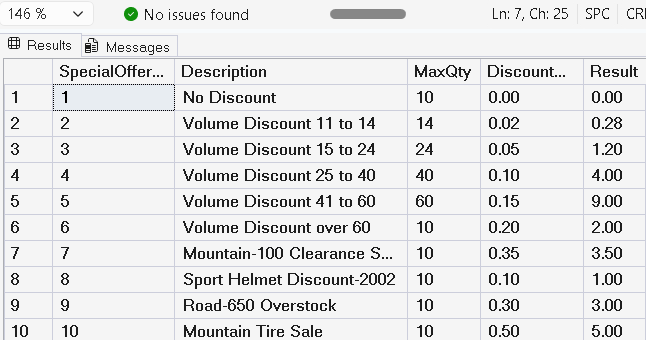 146 % No issues found Ln: 7, Ch: 25 SPC CR
Results Messages
SpecialOffer... Description MaxQty Discount... Result
1 1 No Discount 10 0.00 0.00
2 2 Volume Discount 11 to 14 14 0.02 0.28
3 3 Volume Discount 15 to 24 24 0.05 1.20
4 4 Volume Discount 25 to 40 40 0.10 4.00
5 5 Volume Discount 41 to 60 60 0.15 9.00
6 6 Volume Discount over 60 10 0.20 2.00
7 7 Mountain-100 Clearance S... 10 0.35 3.50
8 8 Sport Helmet Discount-2002 10 0.10 1.00
9 9 Road-650 Overstock 10 0.30 3.00
10 10 Mountain Tire Sale 10 0.50 5.00